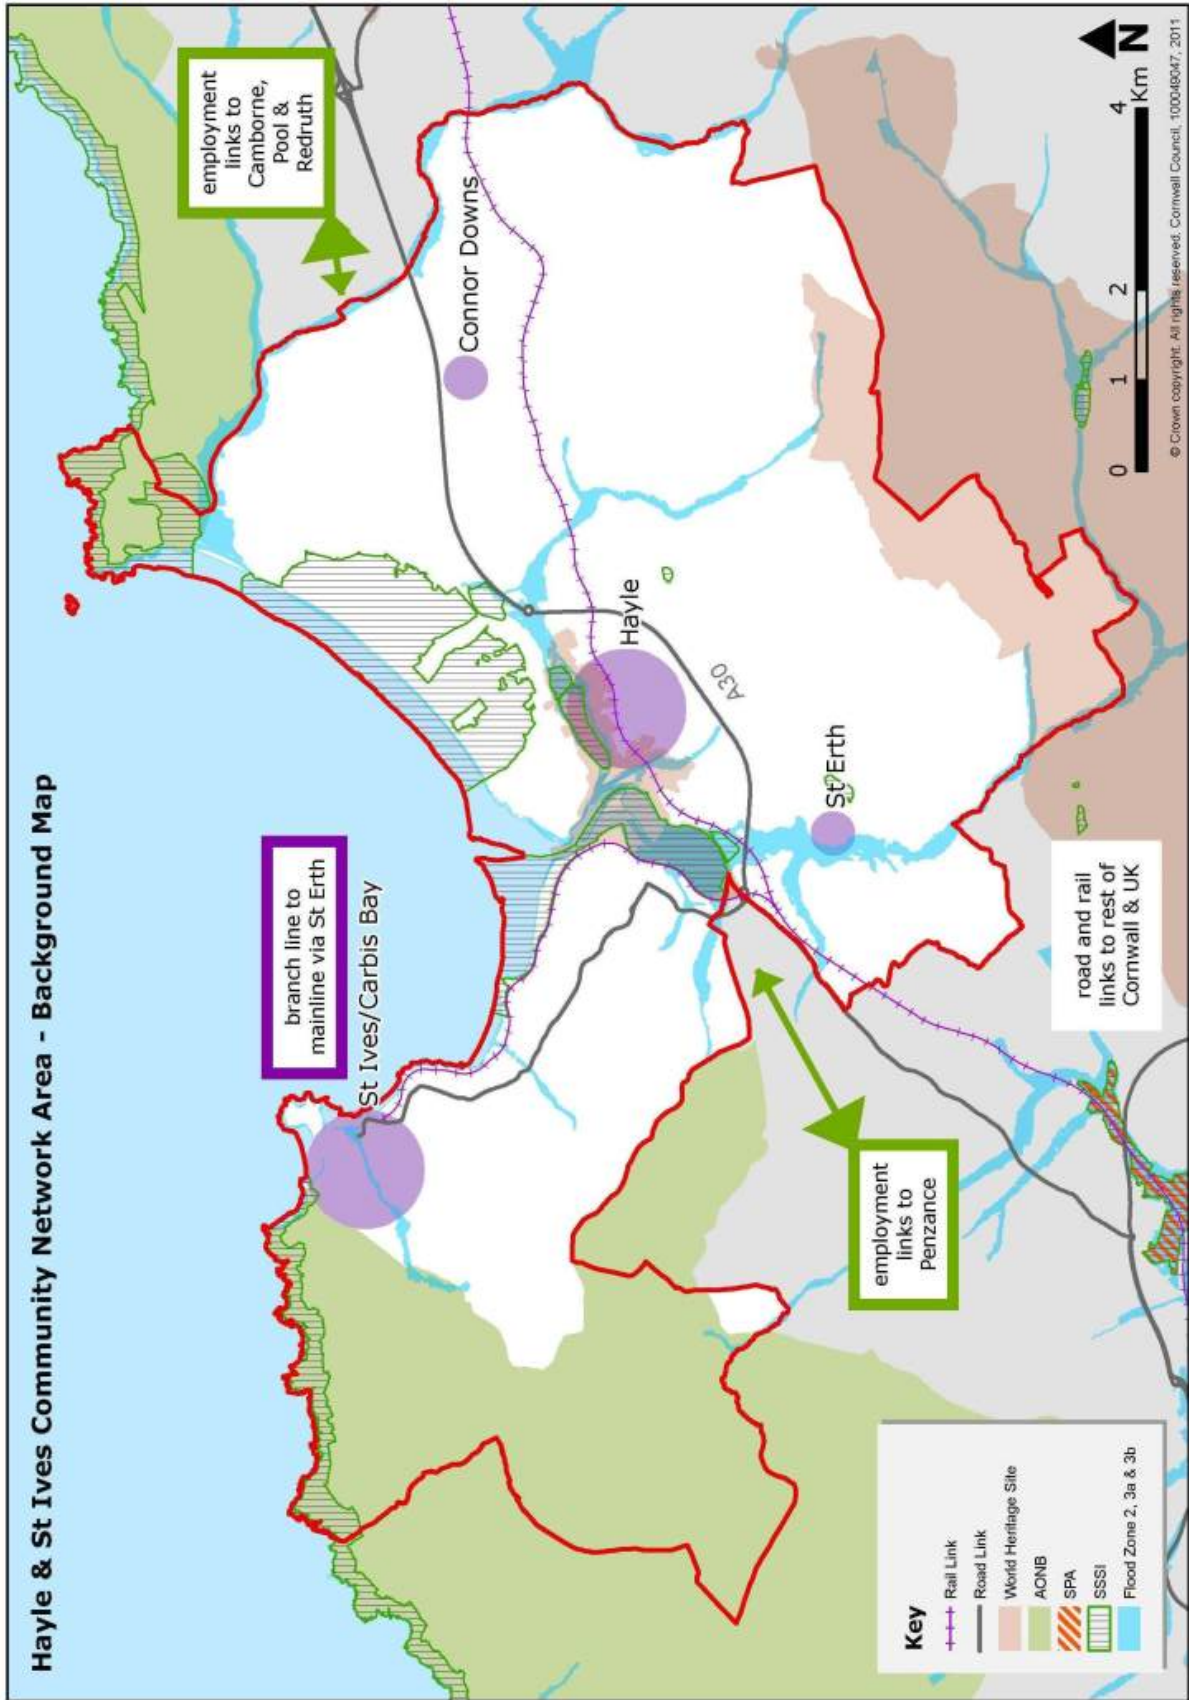 Hayle & St Ives Community Network Area - Background Map
employment
links to
Camborne,
Pool &
Redruth
branch line to
mainline via St Erth
St Ives/Carbis Bay
Connor Downs
Hayle
A30
St Erth
employment
links to
Penzance
road and rail
links to rest of
Cornwall & UK
Key
Rail Link
Road Link
World Heritage Site
AONB
SPA
SSSI
Flood Zone 2, 3a & 3b
N
0 1 2 4
Km
© Crown copyright. All rights reserved. Cornwall Council, 100049047, 2011